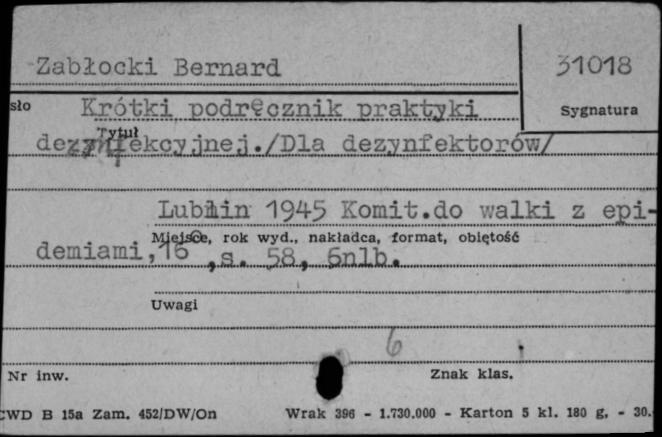 Zabłocki Bernard
31018
sło Krótki podręcznik praktyki
Sygnatura
Tytuł
dezynfekcyjnej./Dla dezynfektorów/
Lublin 1945 Komit.do walki z epi-
Miejsce, rok wyd., nakładca, format, obiętość
demiami,16°,s. 58, 6nlb.
Uwagi
6
Nr inw.
Znak klas.
CWD B 15a Zam. 452/DW/On Wrak 396 - 1.730.000 - Karton 5 kl. 180 g. - 30.